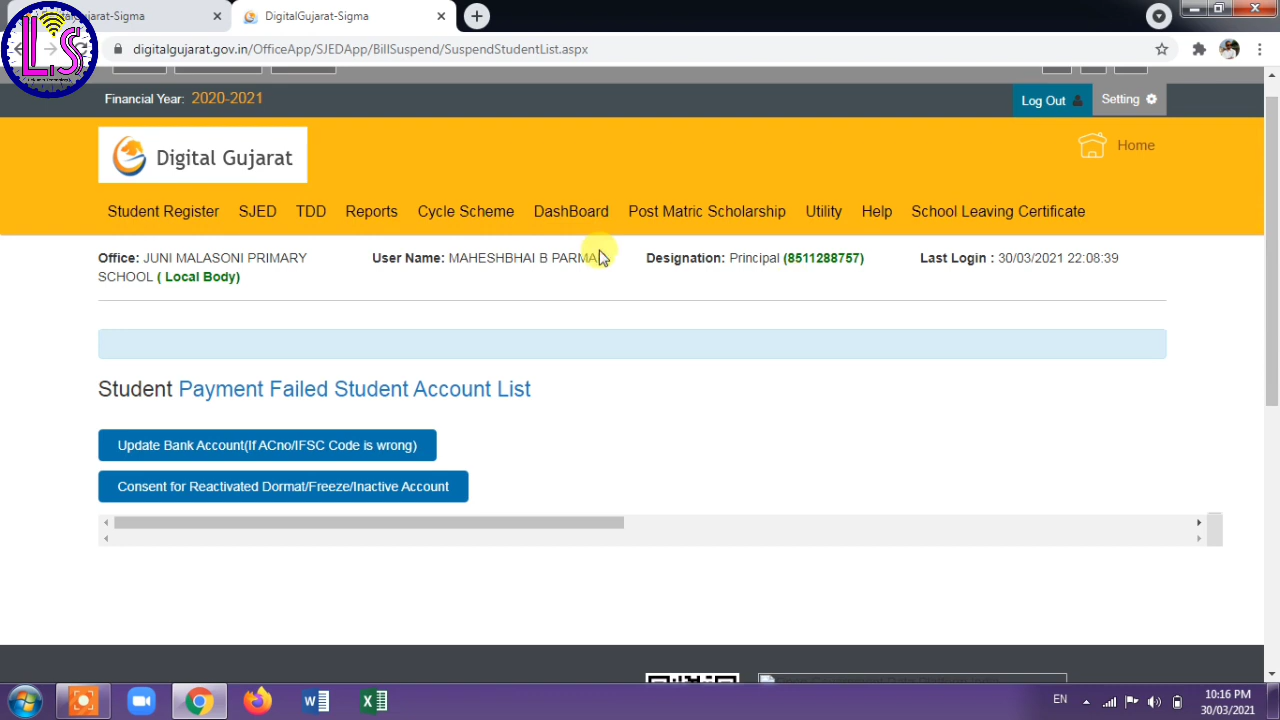 DigitalGujarat-Sigma
LS
digitalgujarat.gov.in/OfficeApp/SJEDApp/BillSuspend/SuspendStudentList.aspx
Financial Year: 2020-2021
Log Out
Setting
Digital Gujarat
Home
Student Register SJED TDD Reports Cycle Scheme DashBoard Post Matric Scholarship Utility Help School Leaving Certificate
Office: JUNI MALASONI PRIMARY
SCHOOL ( Local Body)
User Name: MAHESHBHAI B PARMA
Designation: Principal (8511288757)
Last Login : 30/03/2021 22:08:39
Student Payment Failed Student Account List
Update Bank Account(If ACno/IFSC Code is wrong)
Consent for Reactivated Dormat/Freeze/Inactive Account
EN
10:16 PM
30/03/2021